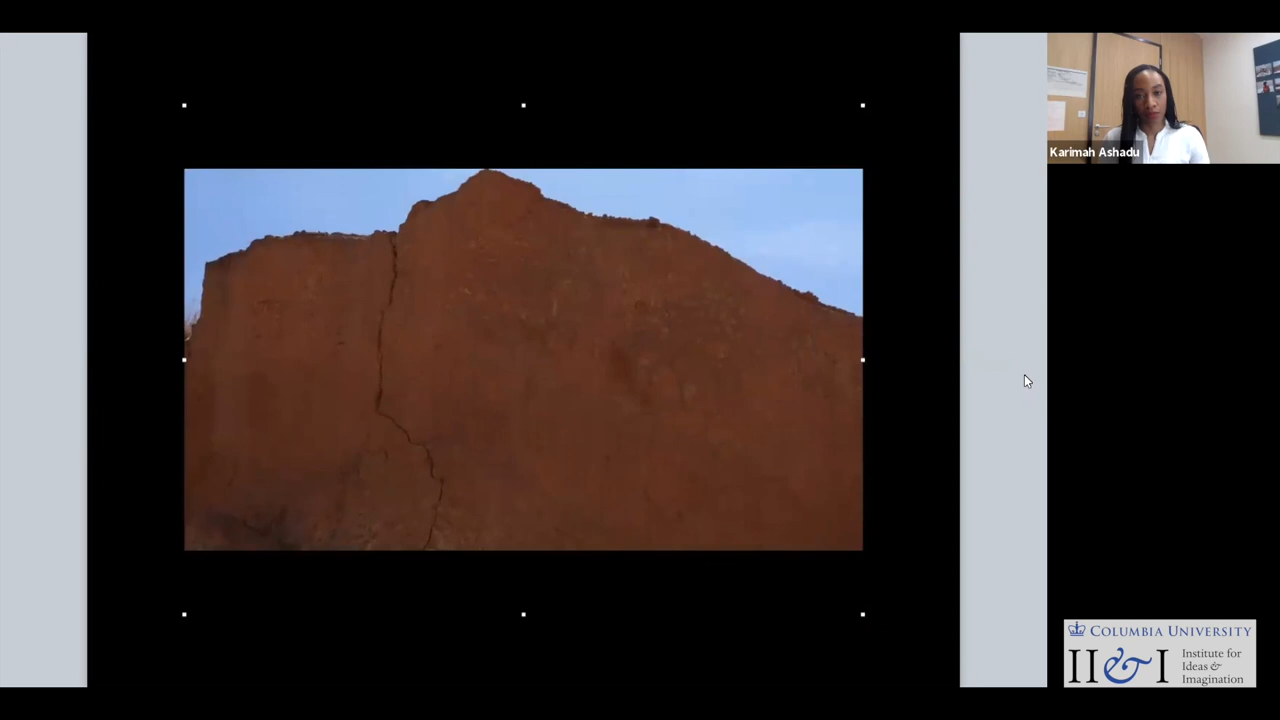 Karimah Ashadu
COLUMBIA UNIVERSITY
II&I
Institute for
Ideas &
Imagination